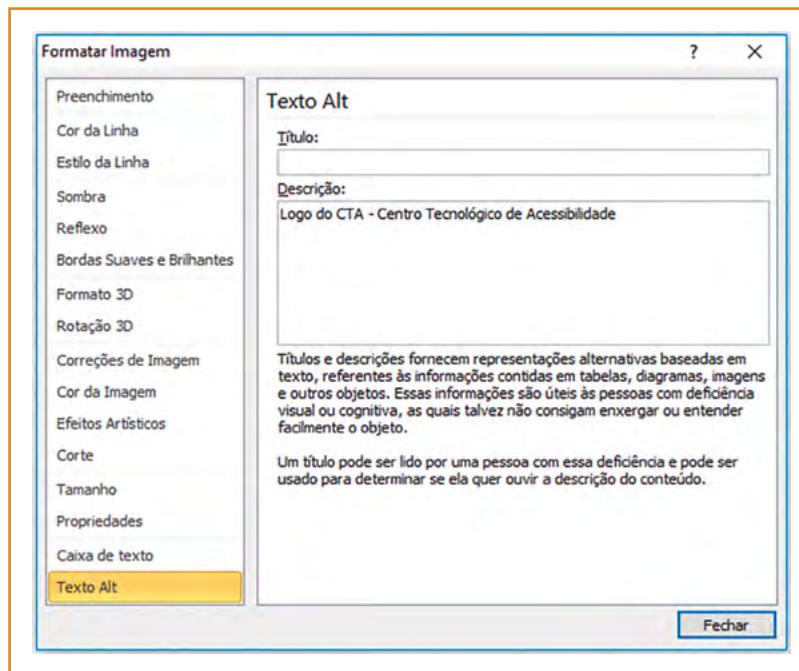 Formatar Imagem
Preenchimento
Cor da Linha
Estilo da Linha
Sombra
Reflexo
Bordas Suaves e Brilhantes
Formato 3D
Rotação 3D
Correções de Imagem
Cor da Imagem
Efeitos Artísticos
Corte
Tamanho
Propriedades
Caixa de texto
Texto Alt
Texto Alt
Título:
Descrição:
Logo do CTA - Centro Tecnológico de Acessibilidade
Títulos e descrições fornecem representações alternativas baseadas em
texto, referentes às informações contidas em tabelas, diagramas, imagens
e outros objetos. Essas informações são úteis às pessoas com deficiência
visual ou cognitiva, as quais talvez não consigam enxergar ou entender
facilmente o objeto.
Um título pode ser lido por uma pessoa com essa deficiência e pode ser
usado para determinar se ela quer ouvir a descrição do conteúdo.
Fechar